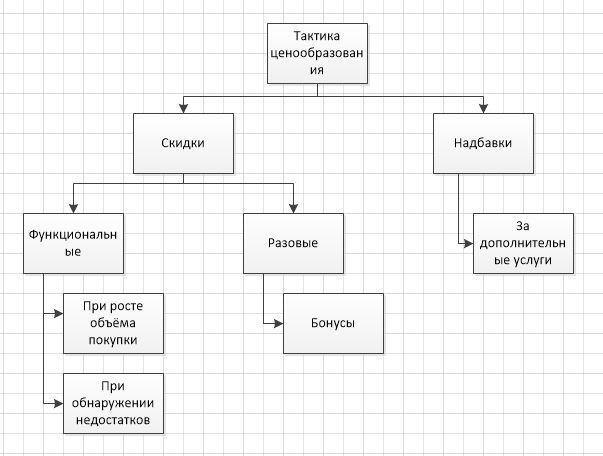 Тактика
ценообразован
ия
Скидки
Надбавки
Функциональн
ые
Разовые
За
дополнительн
ые услуги
При росте
объёма
покупки
Бонусы
При
обнаружении
недостатков